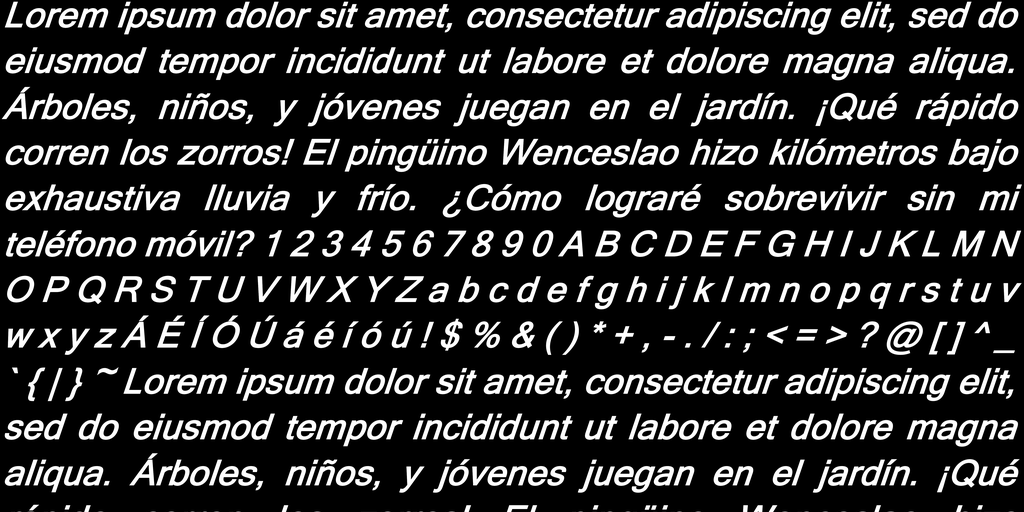 Lorem ipsum dolor sit amet, consectetur adipiscing elit, sed do
eiusmod tempor incididunt ut labore et dolore magna aliqua.
Árboles, niños, y jóvenes juegan en el jardín. ¡Qué rápido
corren los zorros! El pingüino Wenceslao hizo kilómetros bajo
exhaustiva lluvia y frío. ¿Cómo lograré sobrevivir sin mi
teléfono móvil? 1 2 3 4 5 6 7 8 9 0 A B C D E F G H I J K L M N
O P Q R S T U V W X Y Z a b c d e f g h i j k l m n o p q r s t u v
w x y z Á É Í Ó Ú á é í ó ú ! $ % & ( ) * + , - . / : ; < = > ? @ [ ] ^ _
` { | } ~ Lorem ipsum dolor sit amet, consectetur adipiscing elit,
sed do eiusmod tempor incididunt ut labore et dolore magna
aliqua. Árboles, niños, y jóvenes juegan en el jardín. ¡Qué